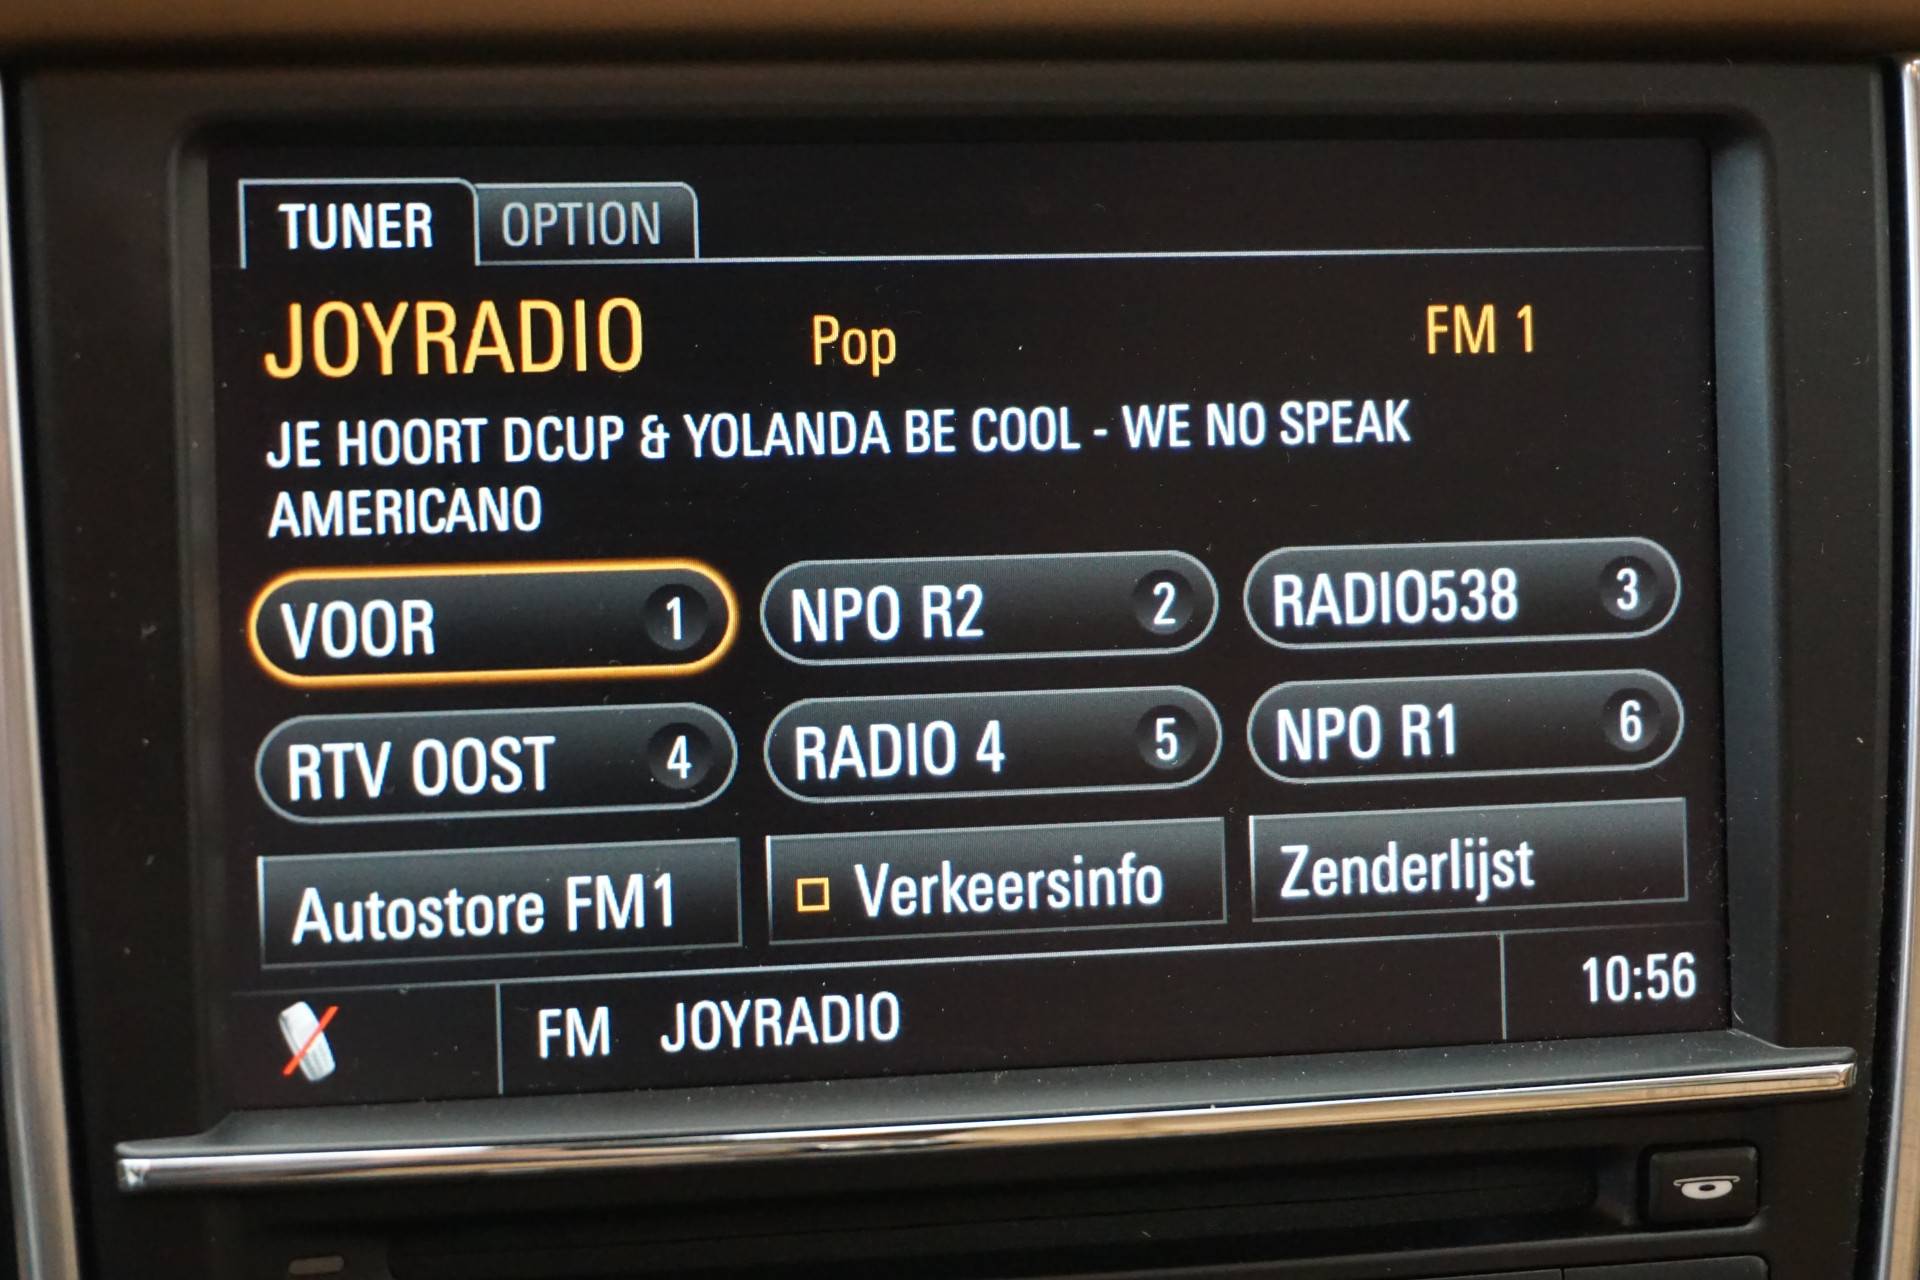 TUNER OPTION
JOYRADIO Pop FM 1
JE HOORT DCUP & YOLANDA BE COOL - WE NO SPEAK
AMERICANO
VOOR 1 NPO R2 2 RADIO538 3
RTV OOST 4 RADIO 4 5 NPO R1 6
Autostore FM1 Verkeersinfo Zenderlijst
FM JOYRADIO 10:56